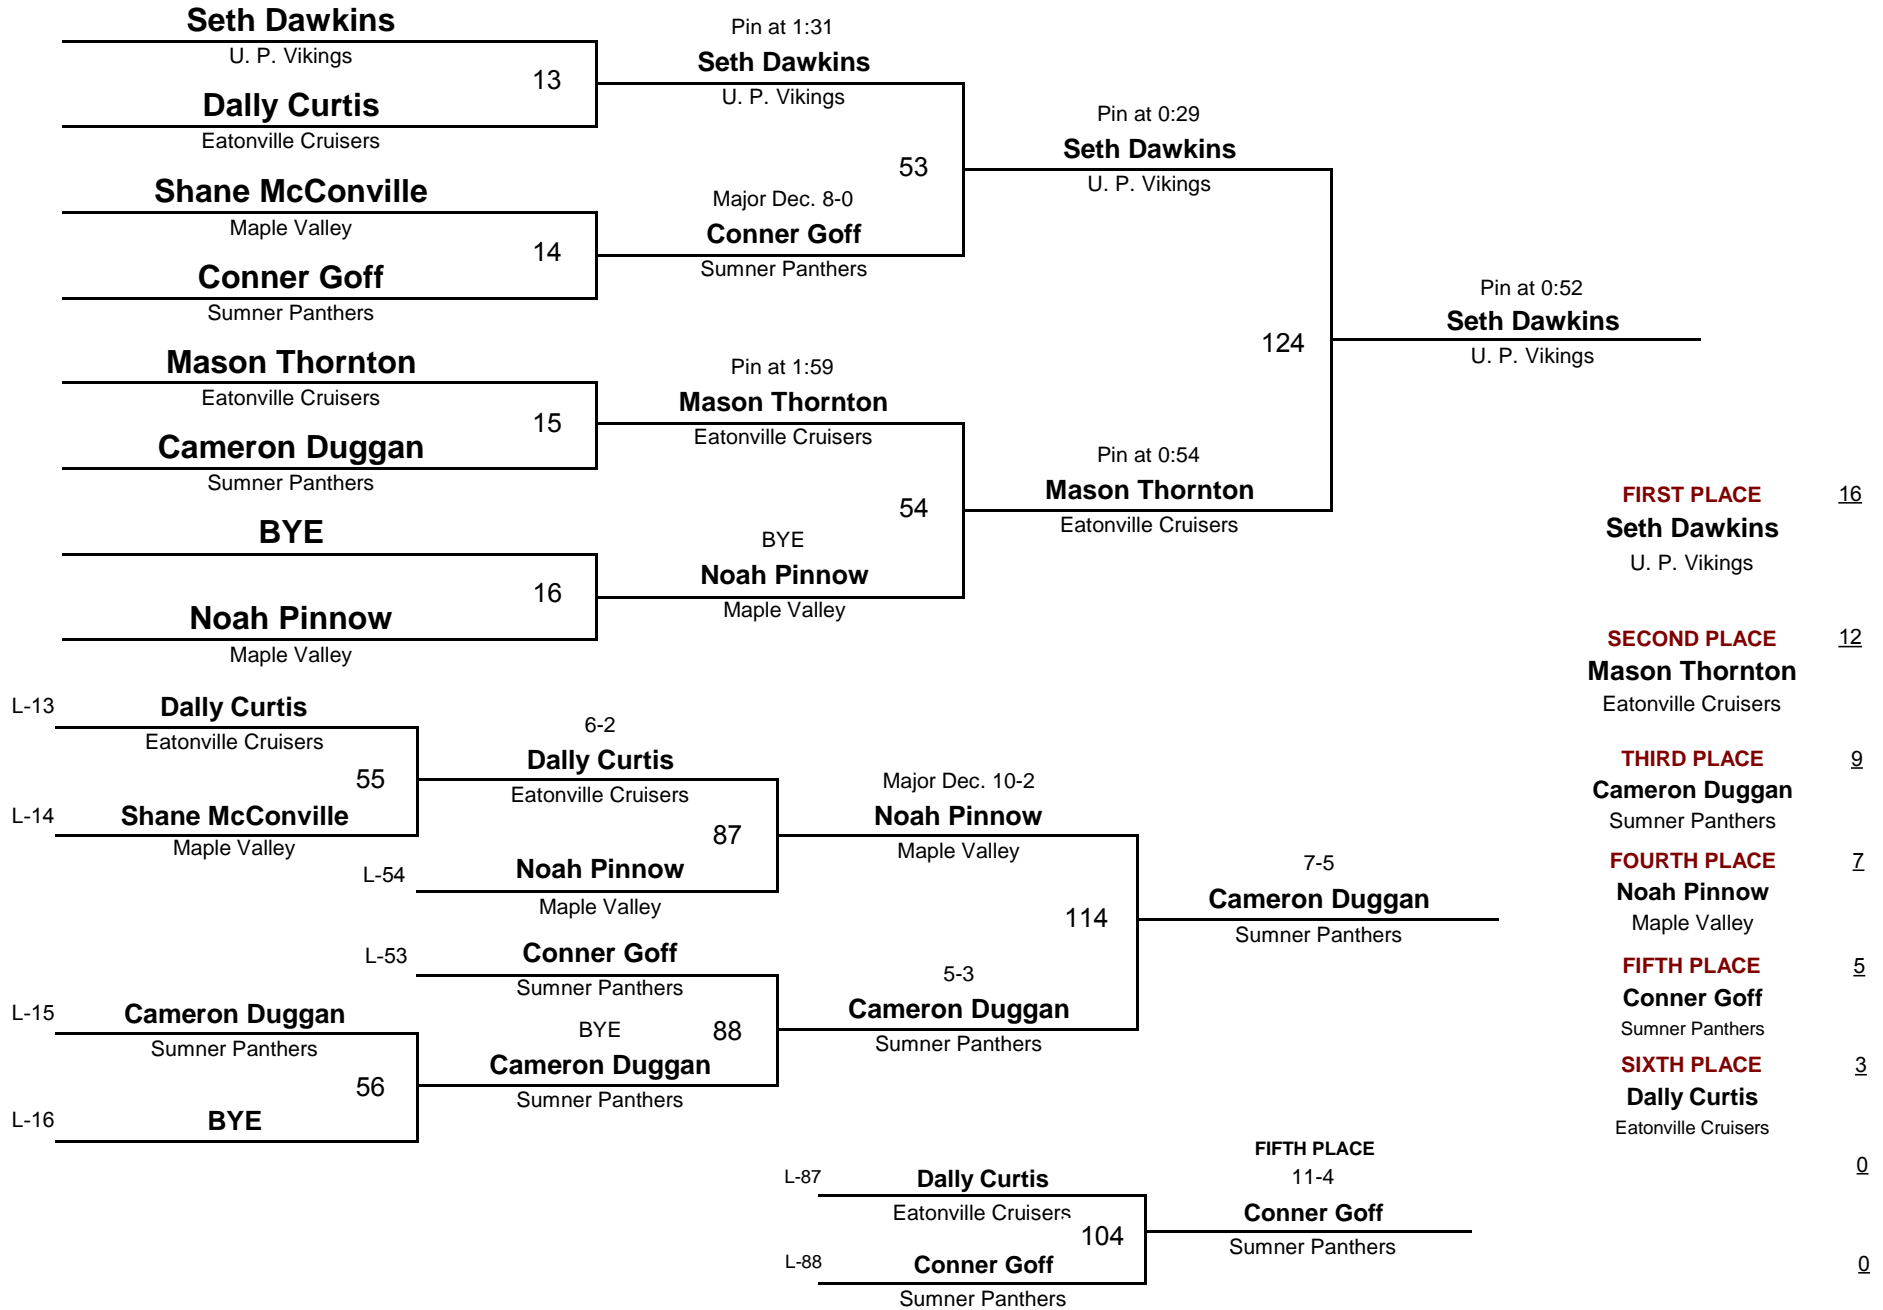 Seth Dawkins
U. P. Vikings
13
Dally Curtis
Eatonville Cruisers
Pin at 1:31
Seth Dawkins
U. P. Vikings
53
Shane McConville
Maple Valley
14
Conner Goff
Sumner Panthers
Major Dec. 8-0
Conner Goff
Sumner Panthers
Pin at 0:29
Seth Dawkins
U. P. Vikings
124
Mason Thornton
Eatonville Cruisers
15
Cameron Duggan
Sumner Panthers
Pin at 1:59
Mason Thornton
Eatonville Cruisers
54
BYE
16
Noah Pinnow
Maple Valley
BYE
Noah Pinnow
Maple Valley
Pin at 0:54
Mason Thornton
Eatonville Cruisers
Pin at 0:52
Seth Dawkins
U. P. Vikings
FIRST PLACE 16
Seth Dawkins
U. P. Vikings
SECOND PLACE 12
Mason Thornton
Eatonville Cruisers
THIRD PLACE 9
Cameron Duggan
Sumner Panthers
FOURTH PLACE 7
Noah Pinnow
Maple Valley
FIFTH PLACE 5
Conner Goff
Sumner Panthers
SIXTH PLACE 3
Dally Curtis
Eatonville Cruisers
0
0
L-13 Dally Curtis
Eatonville Cruisers
55
L-14 Shane McConville
Maple Valley
6-2
Dally Curtis
Eatonville Cruisers
87
L-54 Noah Pinnow
Maple Valley
Major Dec. 10-2
Noah Pinnow
Maple Valley
114
L-53 Conner Goff
Sumner Panthers
88
L-15 Cameron Duggan
Sumner Panthers
56
L-16 BYE
BYE
Cameron Duggan
Sumner Panthers
5-3
Cameron Duggan
Sumner Panthers
7-5
Cameron Duggan
Sumner Panthers
L-87 Dally Curtis
Eatonville Cruisers
104
L-88 Conner Goff
Sumner Panthers
FIFTH PLACE
11-4
Conner Goff
Sumner Panthers